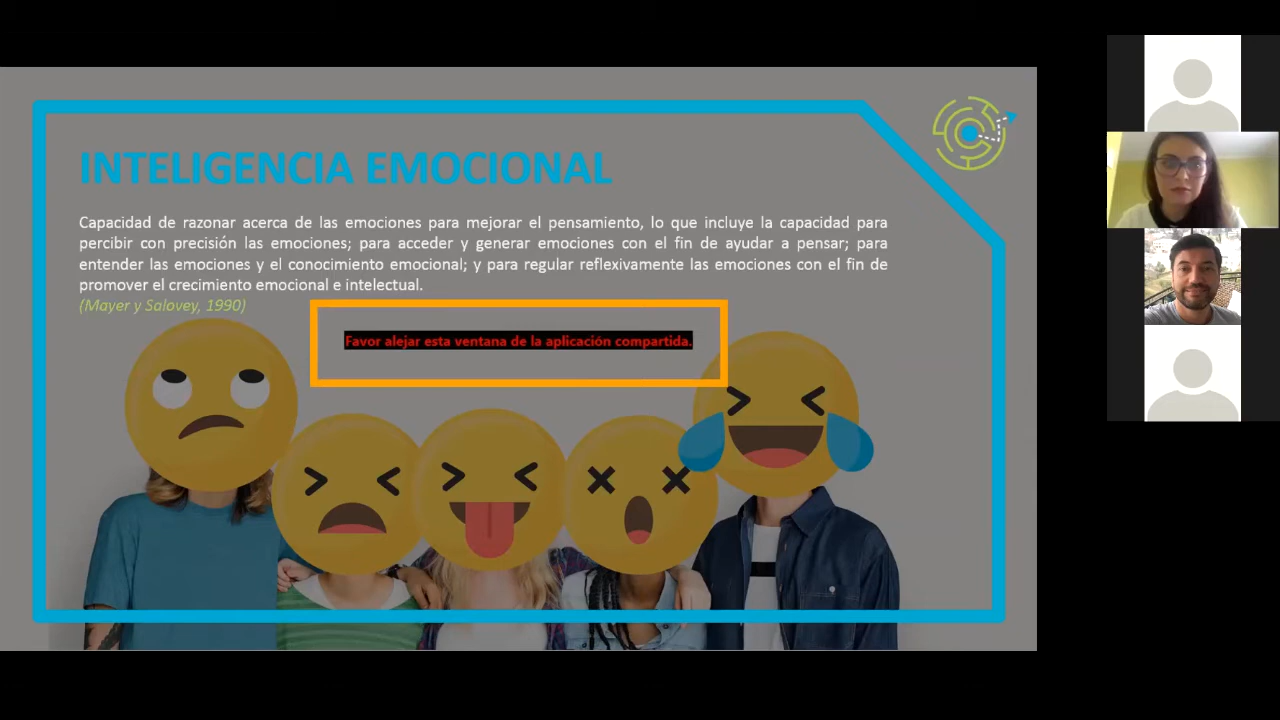 INTELIGENCIA EMOCIONAL
Capacidad de razonar acerca de las emociones para mejorar el pensamiento, lo que incluye la capacidad para
percibir con precisión las emociones; para acceder y generar emociones con el fin de ayudar a pensar; para
entender las emociones y el conocimiento emocional; y para regular reflexivamente las emociones con el fin de
promover el crecimiento emocional e intelectual.
(Mayer y Salovey, 1990)
Favor alejar esta ventana de la aplicación compartida.